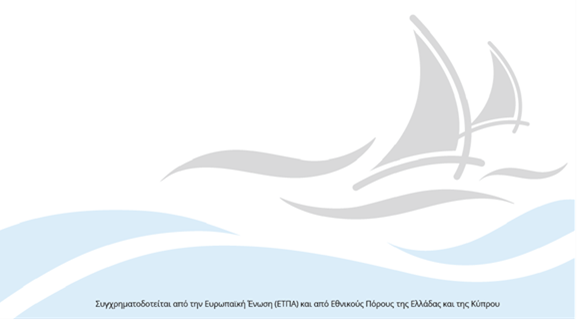 Συγχρηματοδοτείται από την Ευρωπαϊκή Ένωση (ΕΤΠΑ) και από Εθνικούς Πόρους της Ελλάδας και της Κύπρου